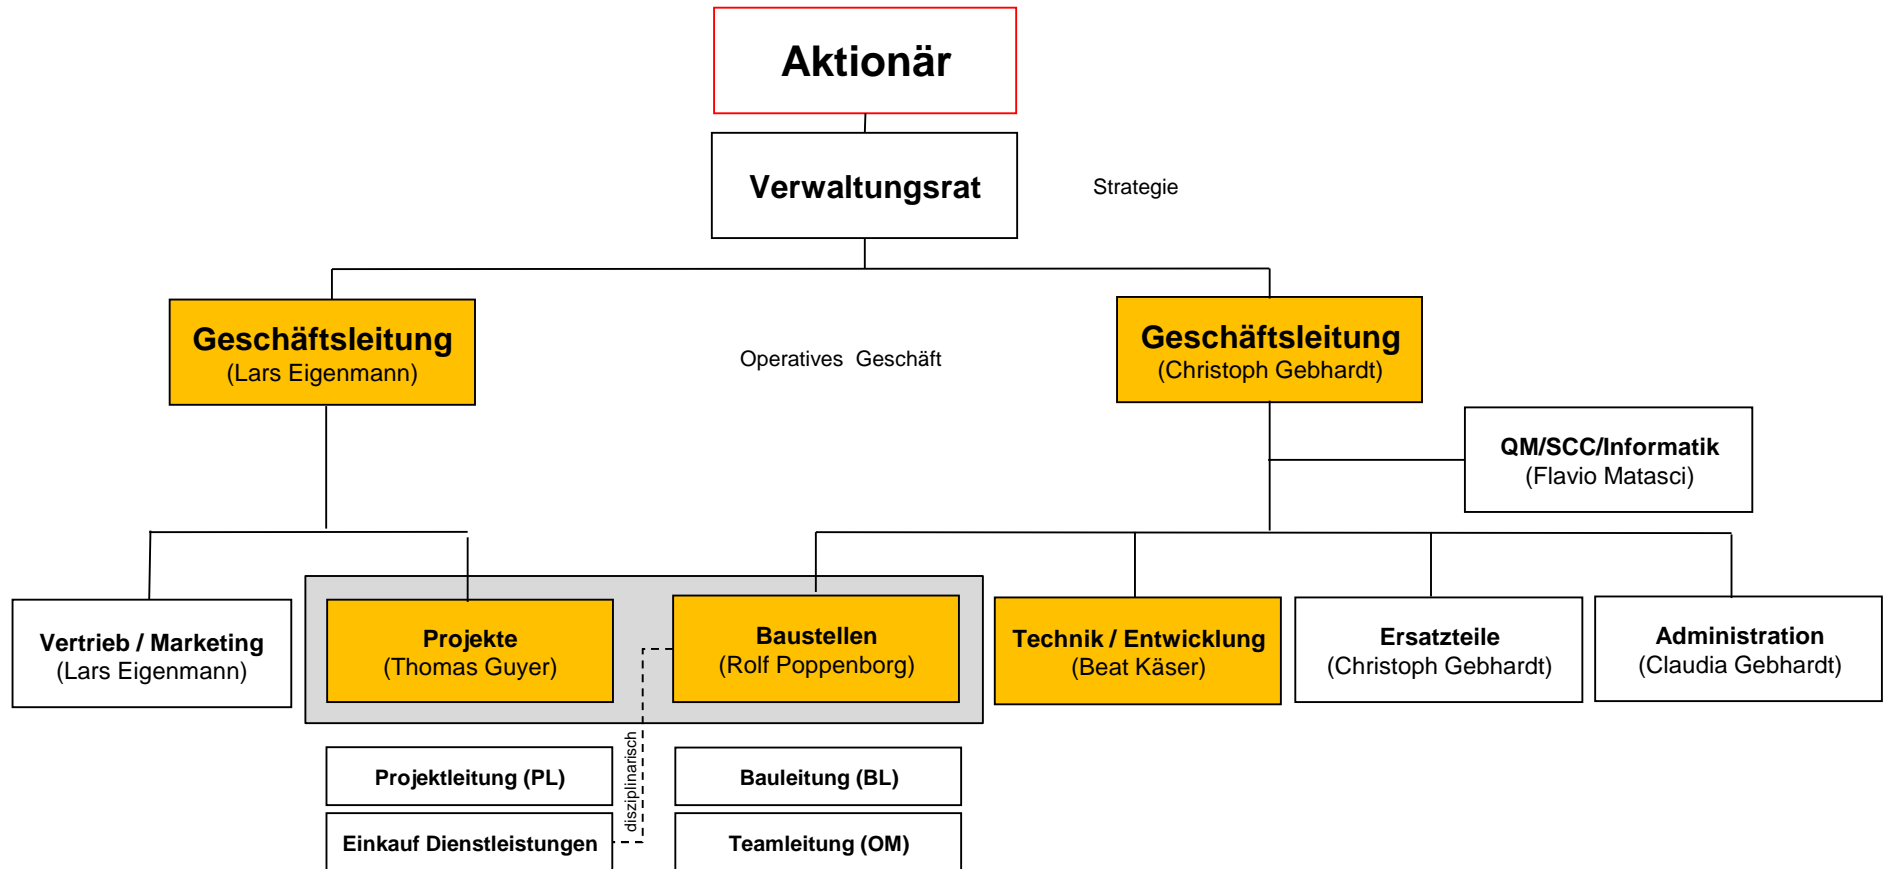 Aktionär
Verwaltungsrat
Strategie
Geschäftsleitung
(Lars Eigenmann)
Operatives Geschäft
Geschäftsleitung
(Christoph Gebhardt)
QM/SCC/Informatik
(Flavio Matasci)
Vertrieb / Marketing
(Lars Eigenmann)
Projekte
(Thomas Guyer)
Baustellen
(Rolf Poppenborg)
Technik / Entwicklung
(Beat Käser)
Ersatzteile
(Christoph Gebhardt)
Administration
(Claudia Gebhardt)
disziplinarisch
Projektleitung (PL)
Bauleitung (BL)
Einkauf Dienstleistungen
Teamleitung (OM)